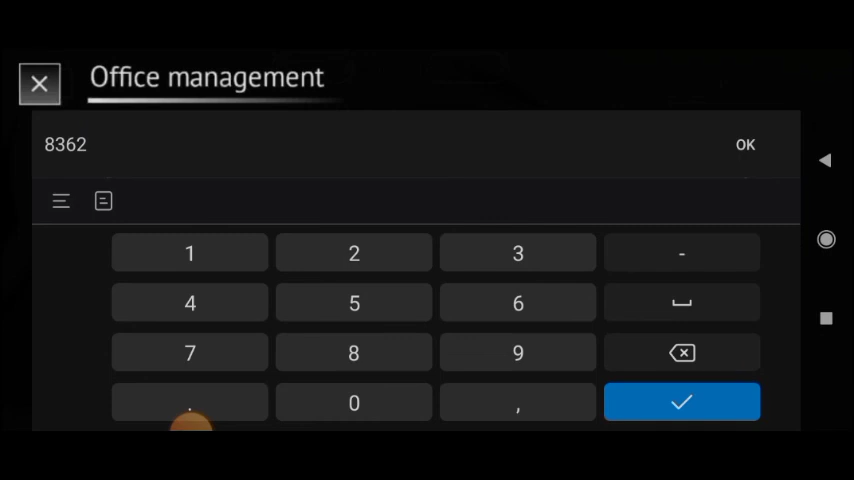 Office management
8362
OK
1 2 3 -
4 5 6
7 8 9
. 0 ,